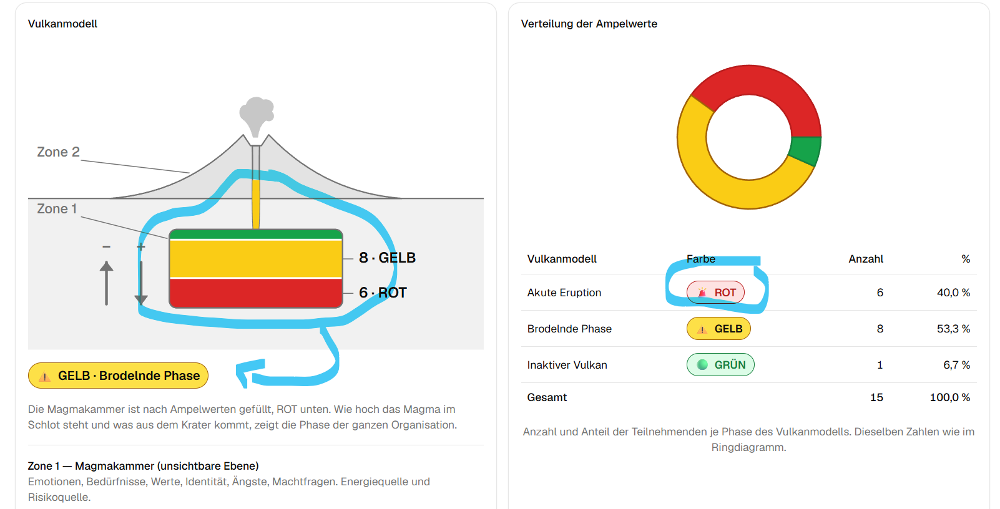 Vulkanmodell
Zone 2
Zone 1
– +
8 · GELB
6 · ROT
GELB · Brodelnde Phase
Die Magmakammer ist nach Ampelwerten gefüllt, ROT unten. Wie hoch das Magma im
Schlot steht und was aus dem Krater kommt, zeigt die Phase der ganzen Organisation.
Zone 1 — Magmakammer (unsichtbare Ebene)
Emotionen, Bedürfnisse, Werte, Identität, Ängste, Machtfragen. Energiequelle und
Risikoquelle.
Verteilung der Ampelwerte
Vulkanmodell Farbe Anzahl %
Akute Eruption ROT 6 40,0 %
Brodelnde Phase GELB 8 53,3 %
Inaktiver Vulkan GRÜN 1 6,7 %
Gesamt 15 100,0 %
Anzahl und Anteil der Teilnehmenden je Phase des Vulkanmodells. Dieselben Zahlen wie im
Ringdiagramm.